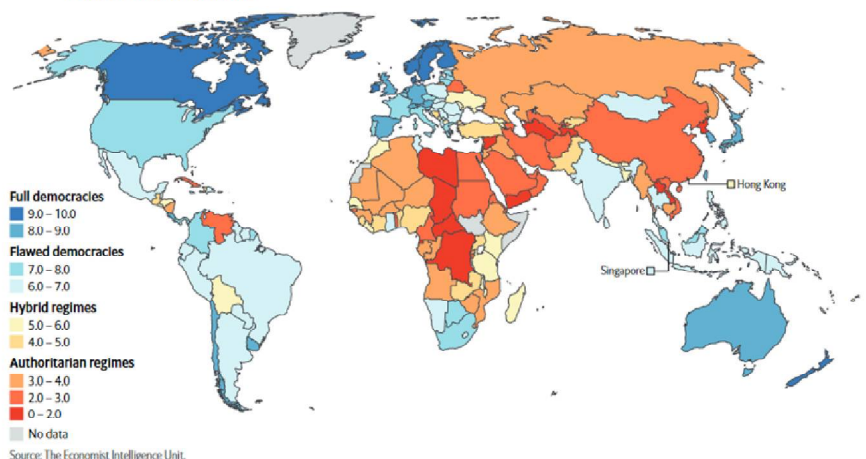 Full democracies
9.0 – 10.0
8.0 – 9.0
Flawed democracies
7.0 – 8.0
6.0 – 7.0
Hybrid regimes
5.0 – 6.0
4.0 – 5.0
Authoritarian regimes
3.0 – 4.0
2.0 – 3.0
0 – 2.0
No data
Source: The Economist Intelligence Unit.
Hong Kong
Singapore